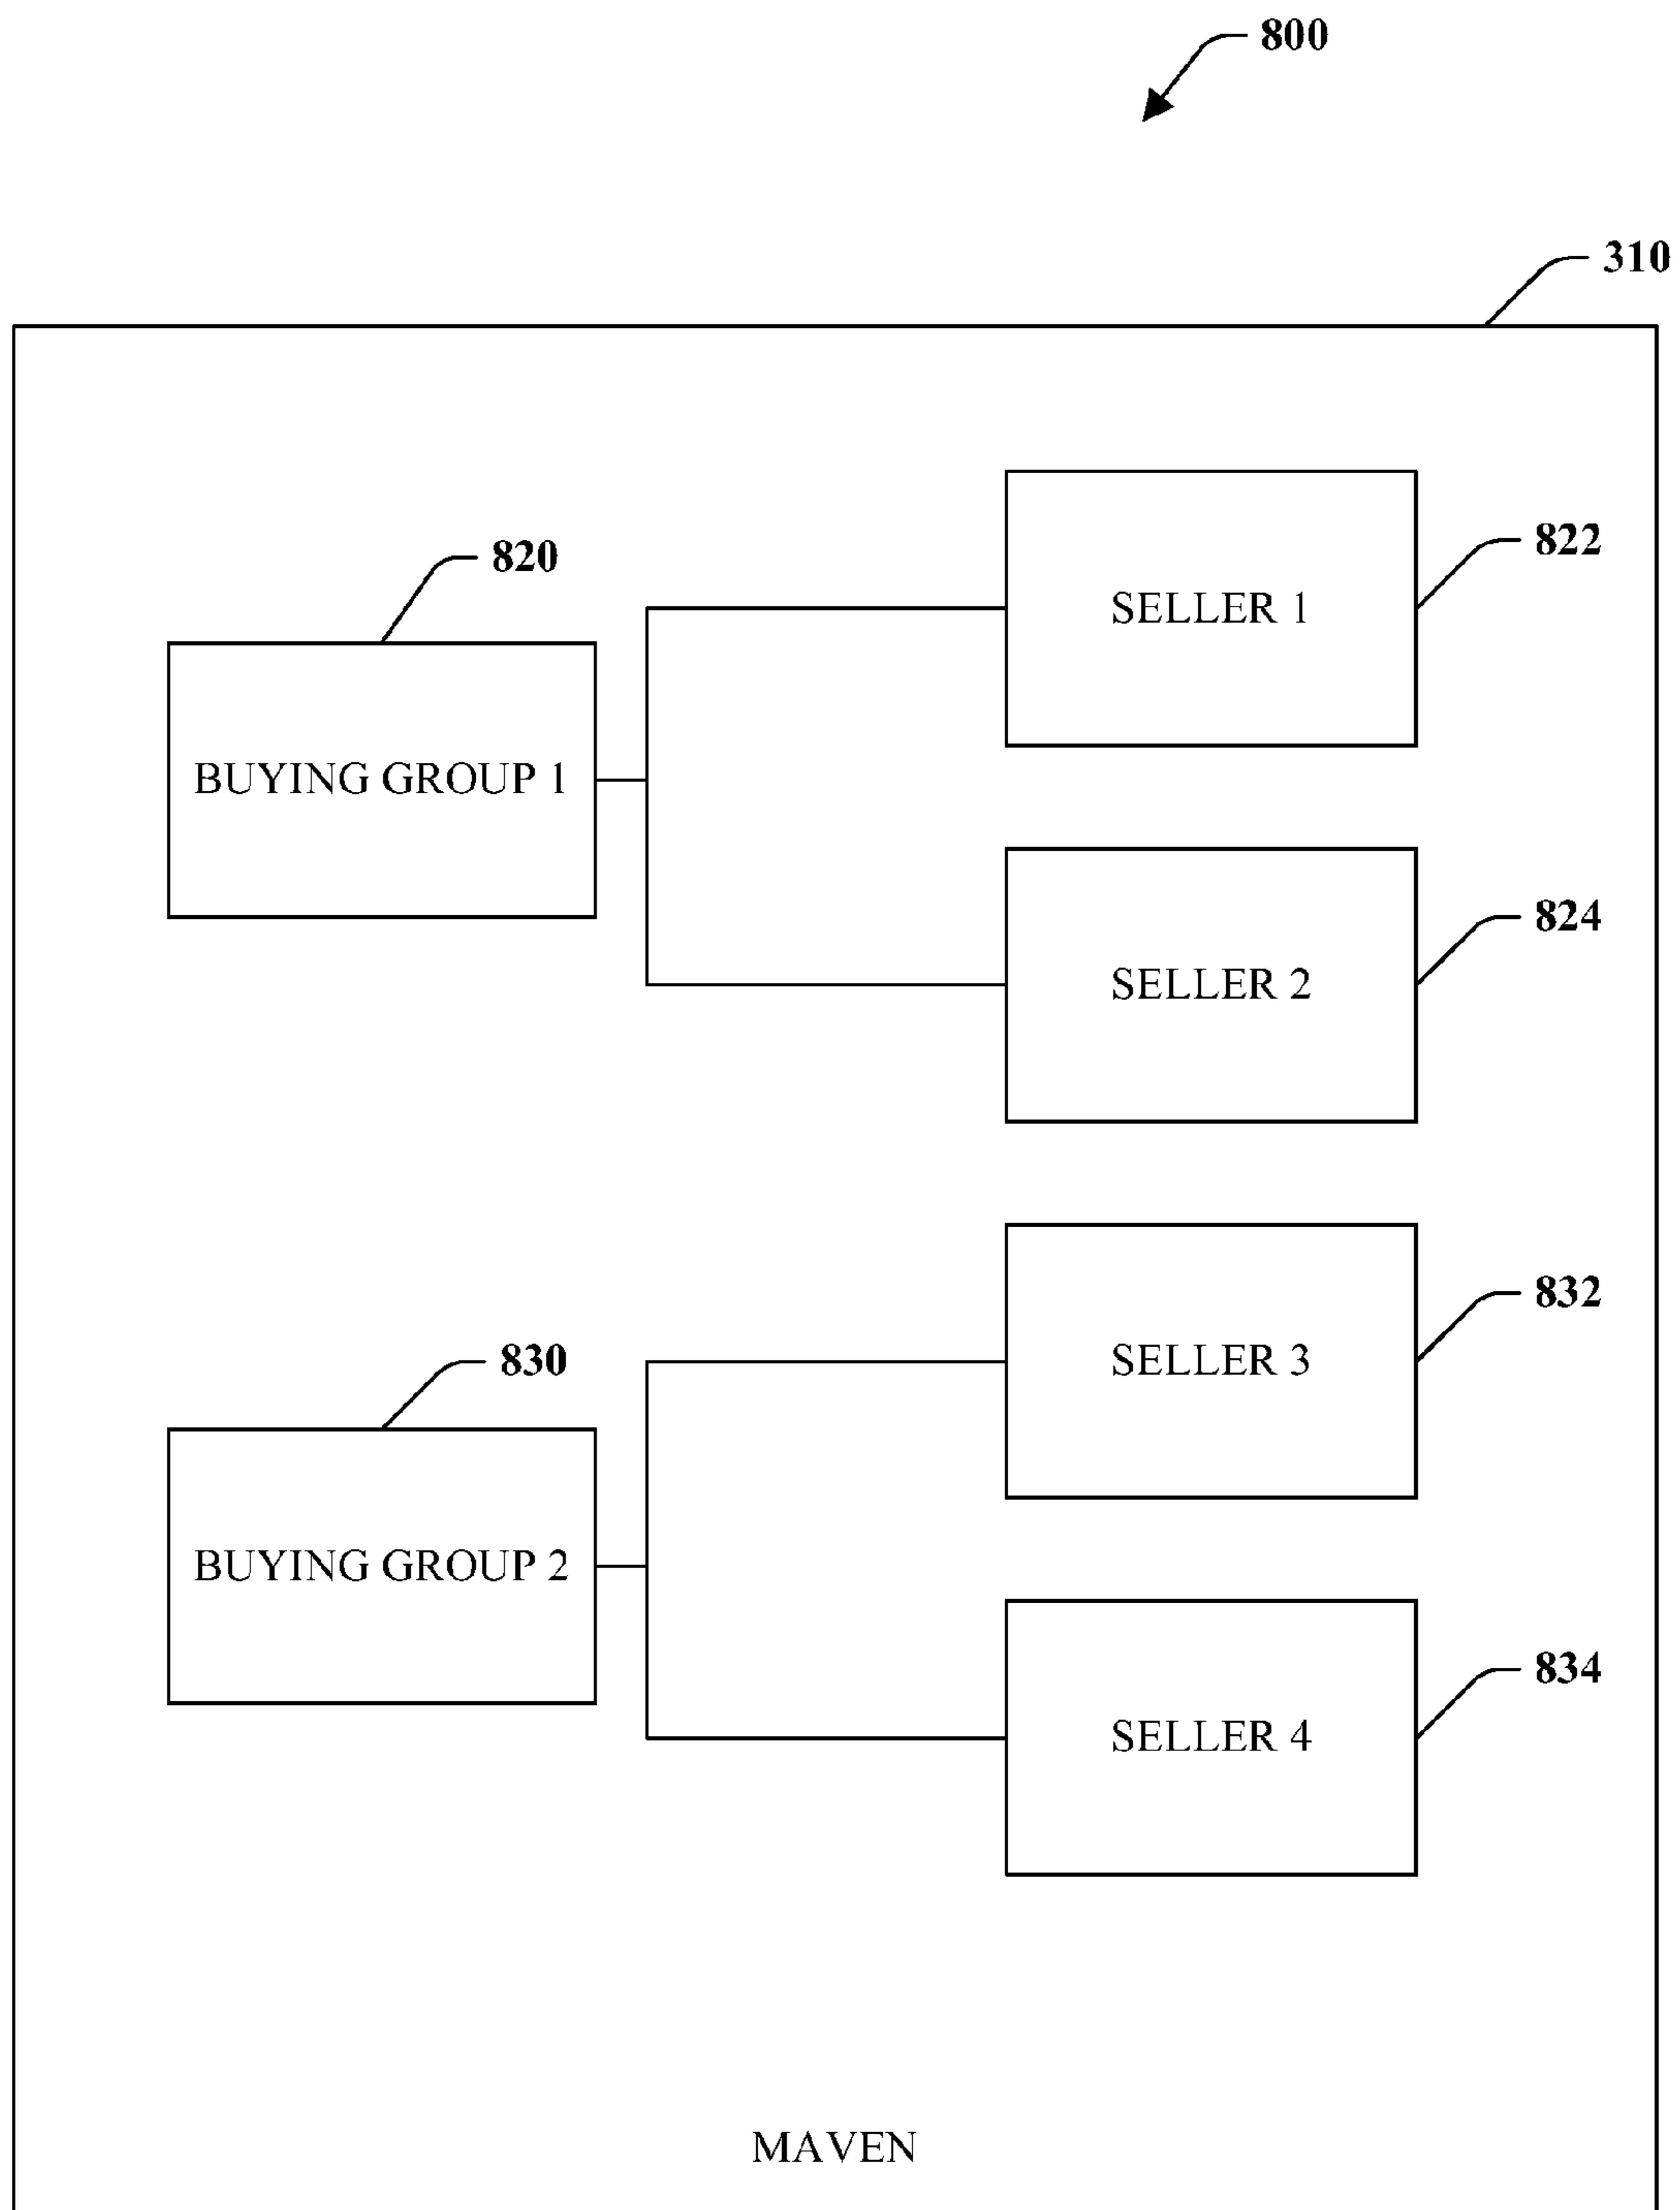 800
310
SELLER 1
822
820
BUYING GROUP 1
824
SELLER 2
832
SELLER 3
830
BUYING GROUP 2
834
SELLER 4
MAVEN